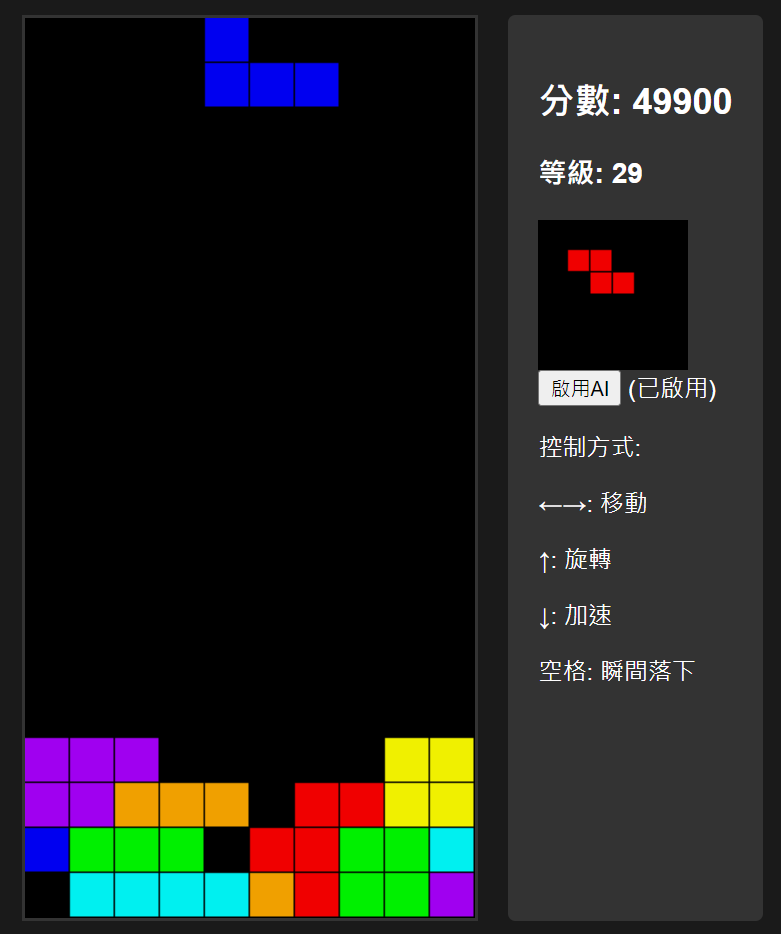 分數: 49900
等級: 29
啟用AI (已啟用)
控制方式:
←→: 移動
↑: 旋轉
↓: 加速
空格: 瞬間落下